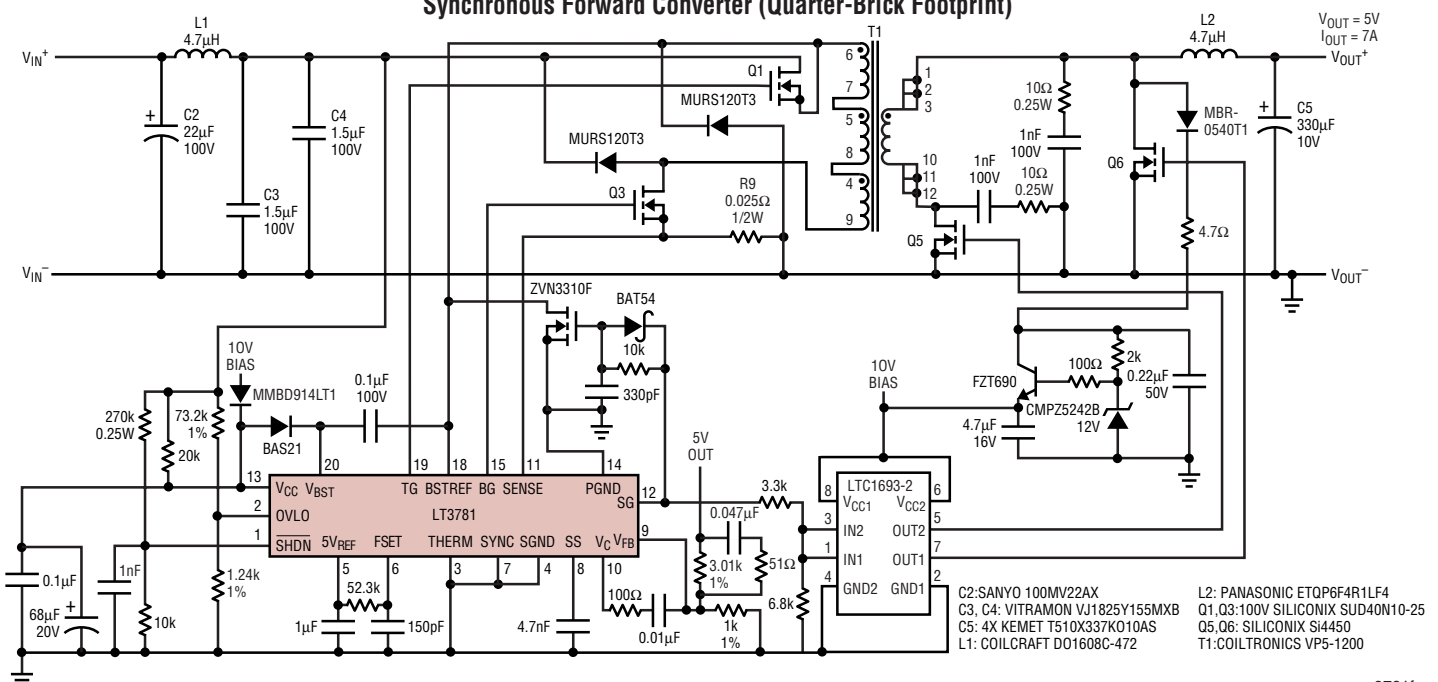 Synchronous Forward Converter (Quarter-Brick Footprint)
L1
4.7µH
VIN+
VIN–
C2
22µF
100V
C3
1.5µF
100V
C4
1.5µF
100V
MURS120T3
MURS120T3
Q1
Q3
R9
0.025Ω
1/2W
T1
6
7
5
8
4
9
1
2
3
10
11
12
1nF
100V
10Ω
0.25W
10Ω
0.25W
1nF
100V
Q5
Q6
L2
4.7µH
MBR-
0540T1
4.7Ω
C5
330µF
10V
VOUT = 5V
IOUT = 7A
VOUT+
VOUT–
ZVN3310F
BAT54
10k
330pF
10V
BIAS
MMBD914LT1
BAS21
0.1µF
100V
270k
0.25W
20k
73.2k
1%
1.24k
1%
0.1µF
68µF
20V
1nF
10k
13
2
1
20
19
18
15
11
14
12
9
VCC
VBST
TG
BSTREF
BG
SENSE
PGND
SG
OVLO
LT3781
SHDN
5VREF
FSET
THERM
SYNC
SGND
SS
VC
VFB
5
6
3
7
4
8
10
52.3k
1µF
150pF
4.7nF
100Ω
0.01µF
5V
OUT
0.047µF
3.01k
1%
51Ω
1k
1%
3.3k
6.8k
10V
BIAS
LTC1693-2
8
VCC1
VCC2
6
3
IN2
OUT2
5
1
IN1
OUT1
7
4
GND2
GND1
2
FZT690
100Ω
2k
0.22µF
50V
CMPZ5242B
12V
4.7µF
16V
C2:SANYO 100MV22AX
C3, C4: VITRAMON VJ1825Y155MXB
C5: 4X KEMET T510X337KO10AS
L1: COILCRAFT DO1608C-472
L2: PANASONIC ETQP6F4R1LF4
Q1,Q3:100V SILICONIX SUD40N10-25
Q5,Q6: SILICONIX Si4450
T1:COILTRONICS VP5-1200